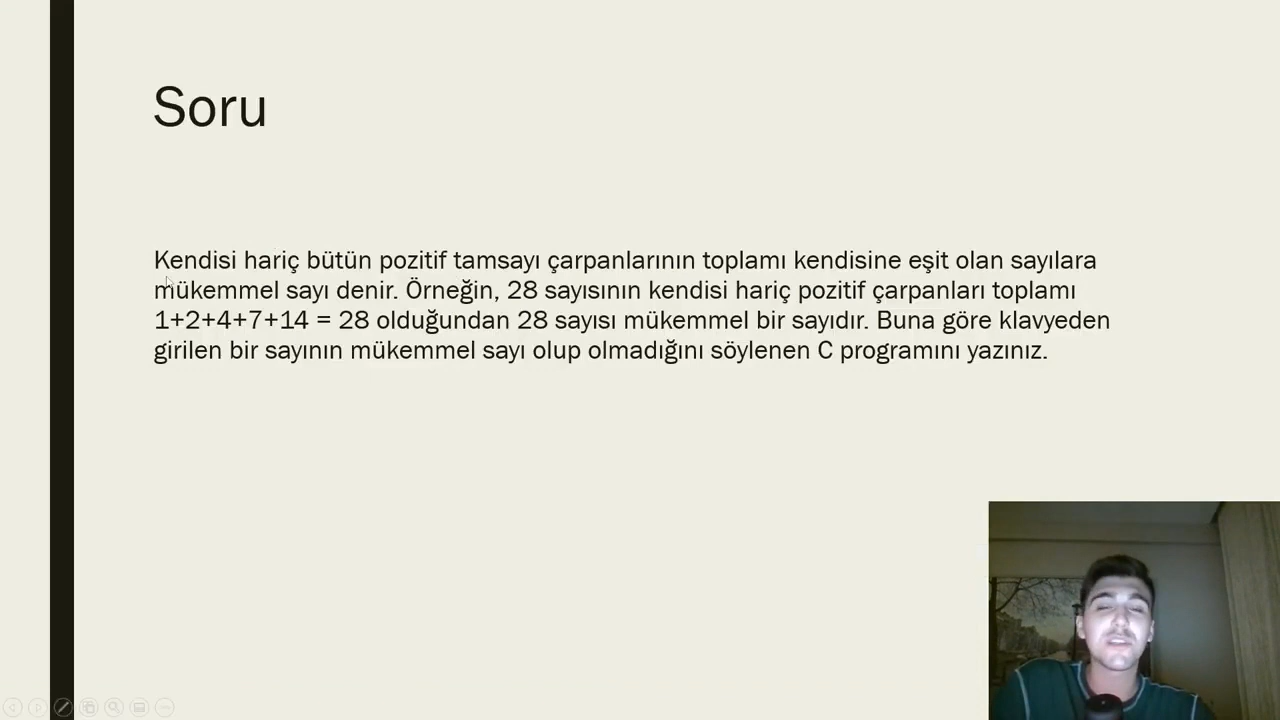 Soru
Kendisi hariç bütün pozitif tamsayı çarpanlarının toplamı kendisine eşit olan sayılara
mükemmel sayı denir. Örneğin, 28 sayısının kendisi hariç pozitif çarpanları toplamı
1+2+4+7+14 = 28 olduğundan 28 sayısı mükemmel bir sayıdır. Buna göre klavyeden
girilen bir sayının mükemmel sayı olup olmadığını söylenen C programını yazınız.